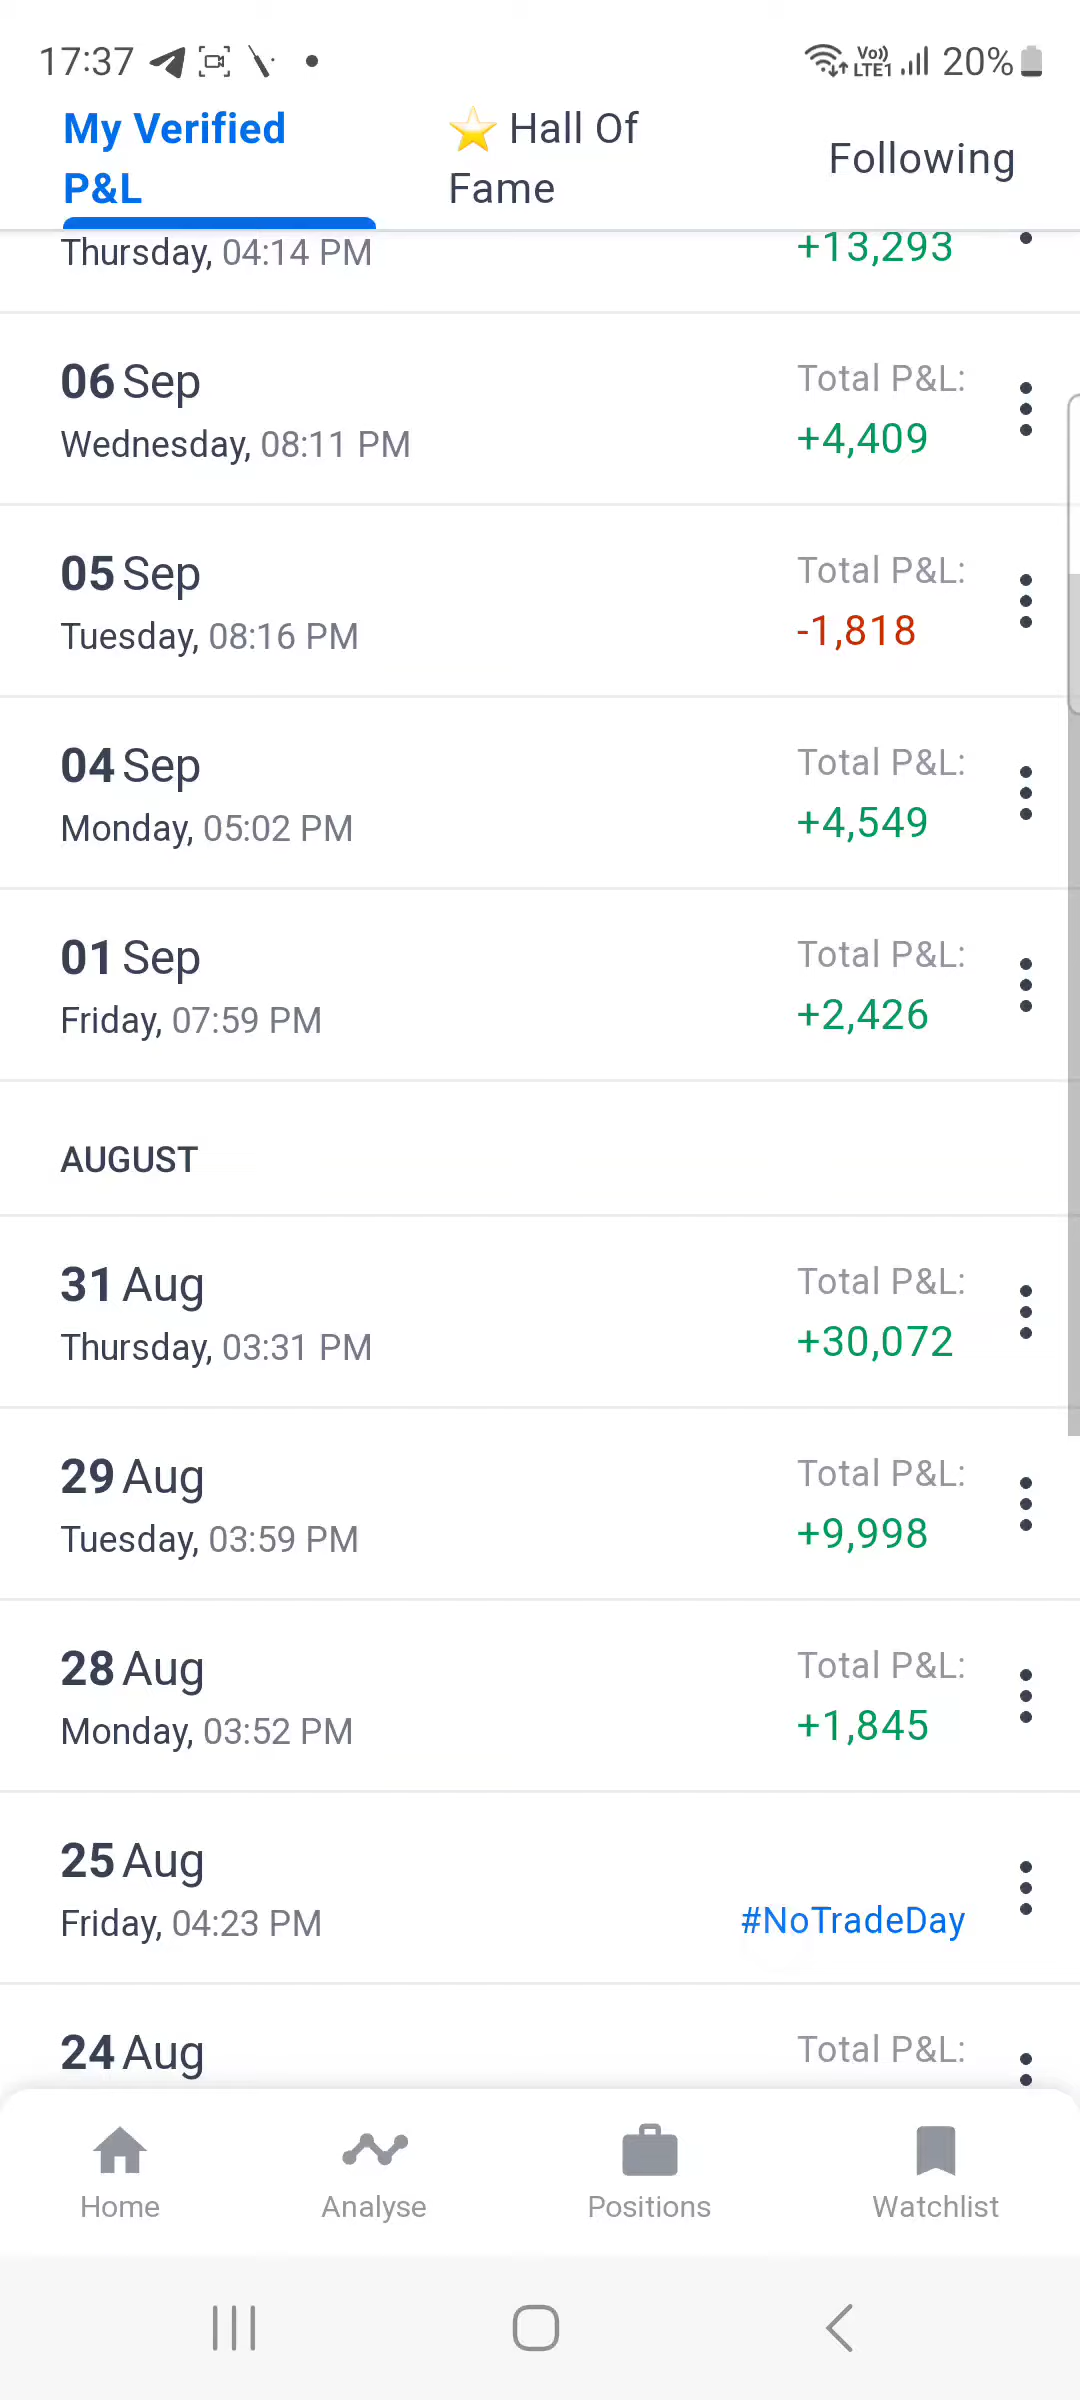 17:37 Vo)) LTE1 20%
My Verified P&L
⭐ Hall Of Fame
Following
Thursday, 04:14 PM +13,293
06 Sep Total P&L:
Wednesday, 08:11 PM +4,409
05 Sep Total P&L:
Tuesday, 08:16 PM -1,818
04 Sep Total P&L:
Monday, 05:02 PM +4,549
01 Sep Total P&L:
Friday, 07:59 PM +2,426
AUGUST
31 Aug Total P&L:
Thursday, 03:31 PM +30,072
29 Aug Total P&L:
Tuesday, 03:59 PM +9,998
28 Aug Total P&L:
Monday, 03:52 PM +1,845
25 Aug
Friday, 04:23 PM #NoTradeDay
24 Aug Total P&L:
Home Analyse Positions Watchlist